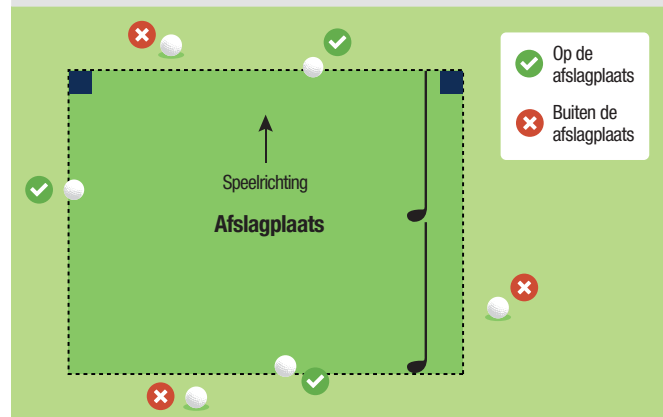 Op de
afslagplaats
Buiten de
afslagplaats
Speelrichting
Afslagplaats